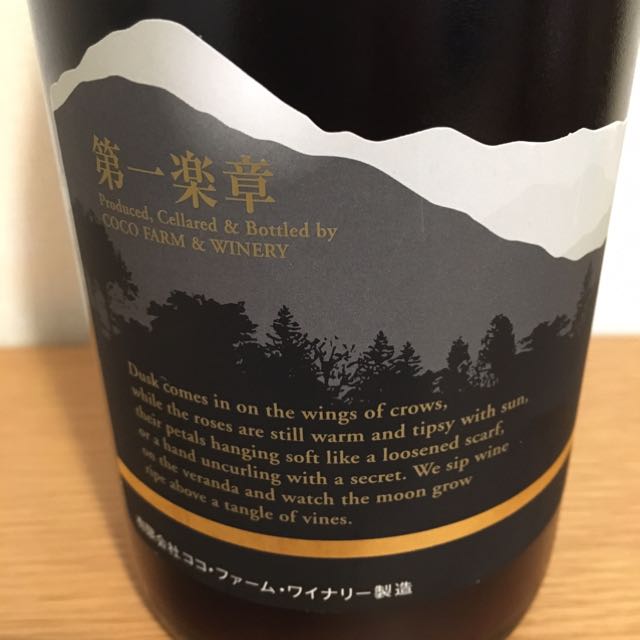 第一楽章
Produced, Cellared & Bottled by
COCO FARM & WINERY
Dusk comes in on the wings of crows,
while the roses are still warm and tipsy with sun,
their petals hanging soft like a loosened scarf,
or a hand uncurling with a secret. We sip wine
on the veranda and watch the moon grow
ripe above a tangle of vines.
有限会社ココ・ファーム・ワイナリー製造